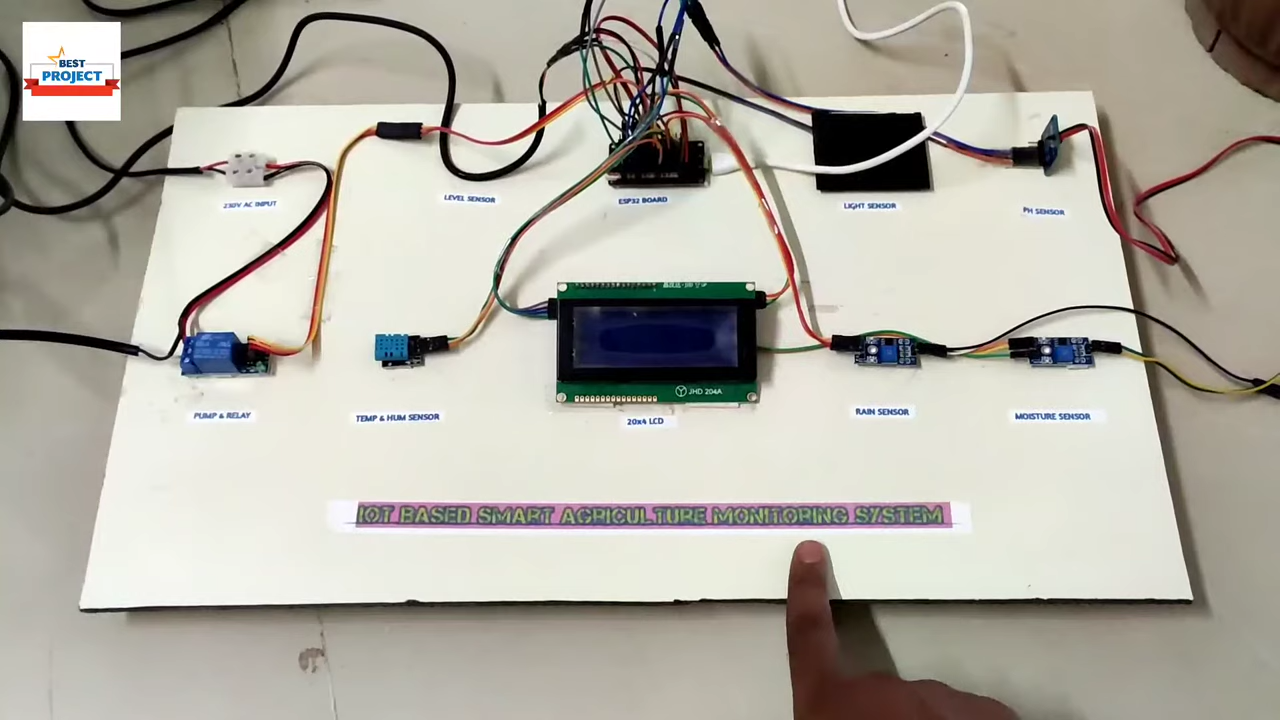 BEST
PROJECT
230V AC INPUT
LEVEL SENSOR
ESP32 BOARD
LIGHT SENSOR
PH SENSOR
JHD 204A
PUMP & RELAY
TEMP & HUM SENSOR
20x4 LCD
RAIN SENSOR
MOISTURE SENSOR
IOT BASED SMART AGRICULTURE MONITORING SYSTEM